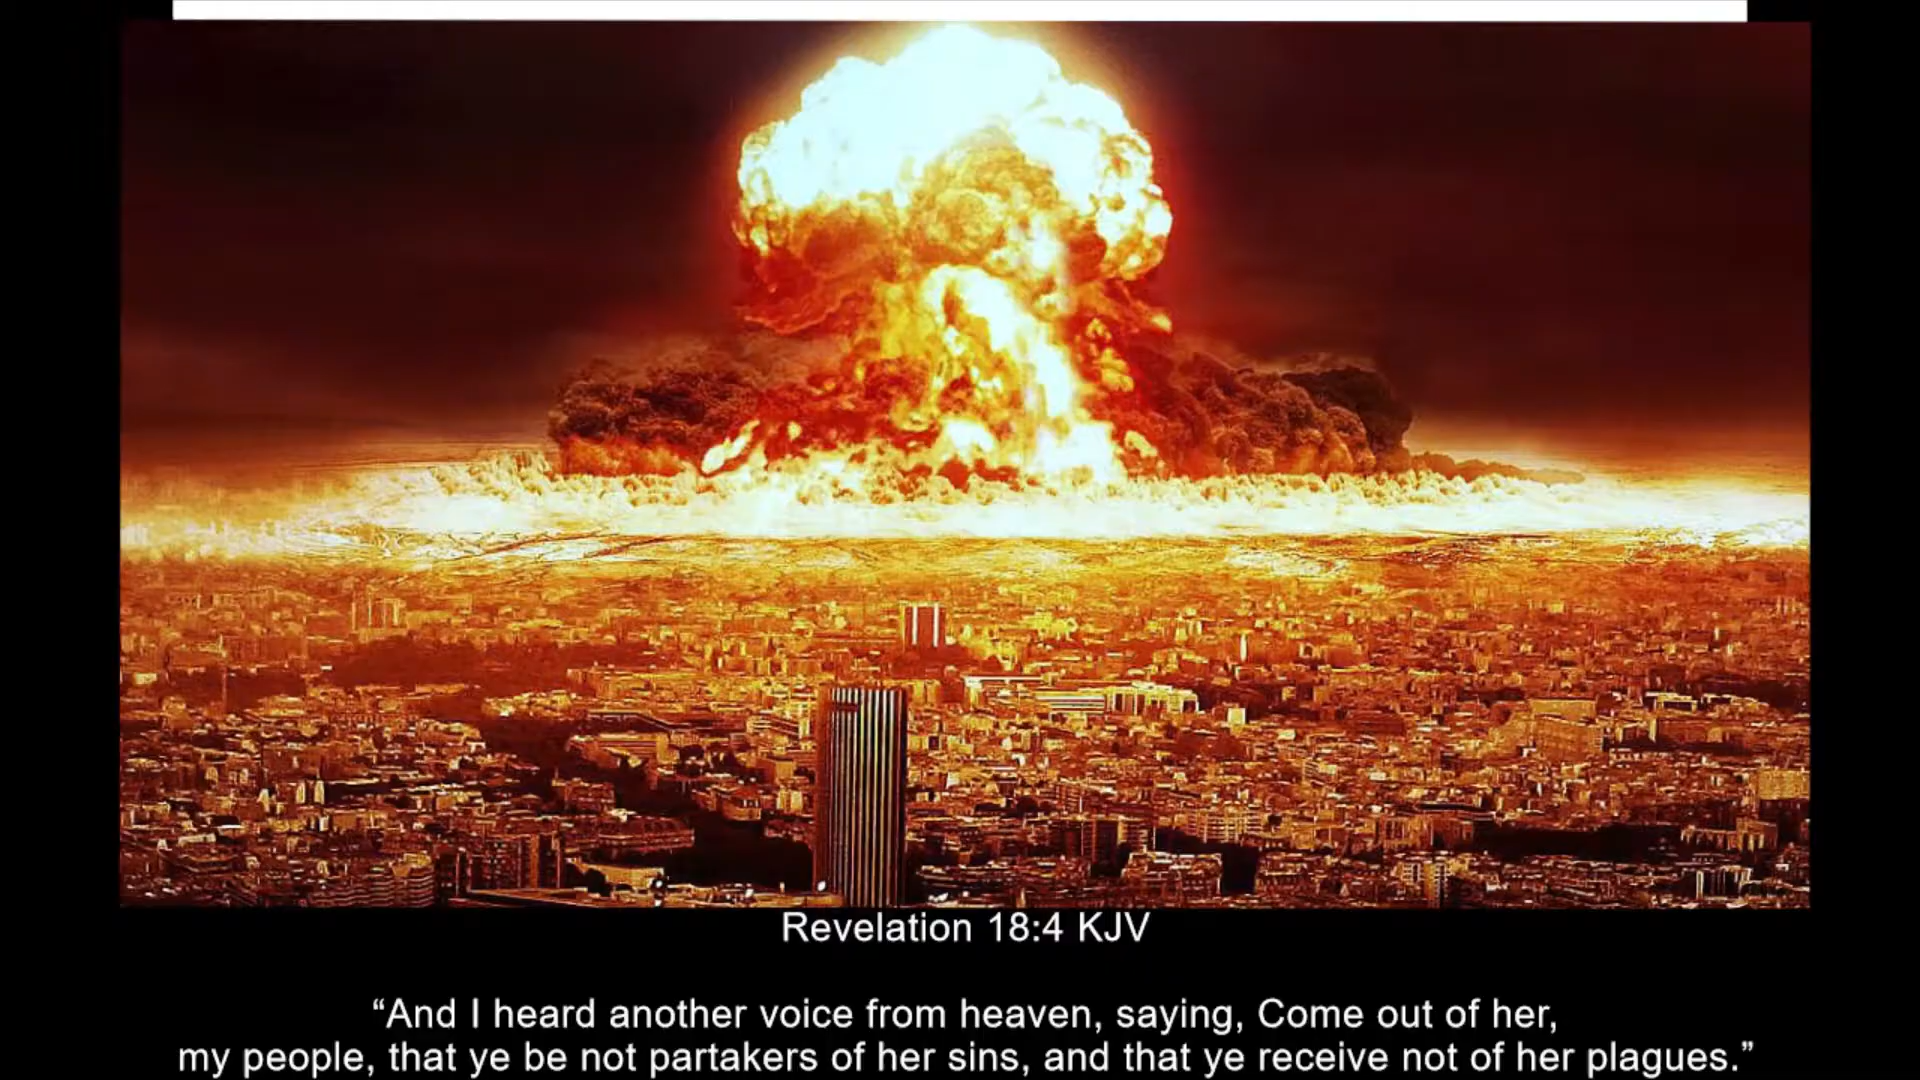 Revelation 18:4 KJV
“And I heard another voice from heaven, saying, Come out of her,
my people, that ye be not partakers of her sins, and that ye receive not of her plagues.”